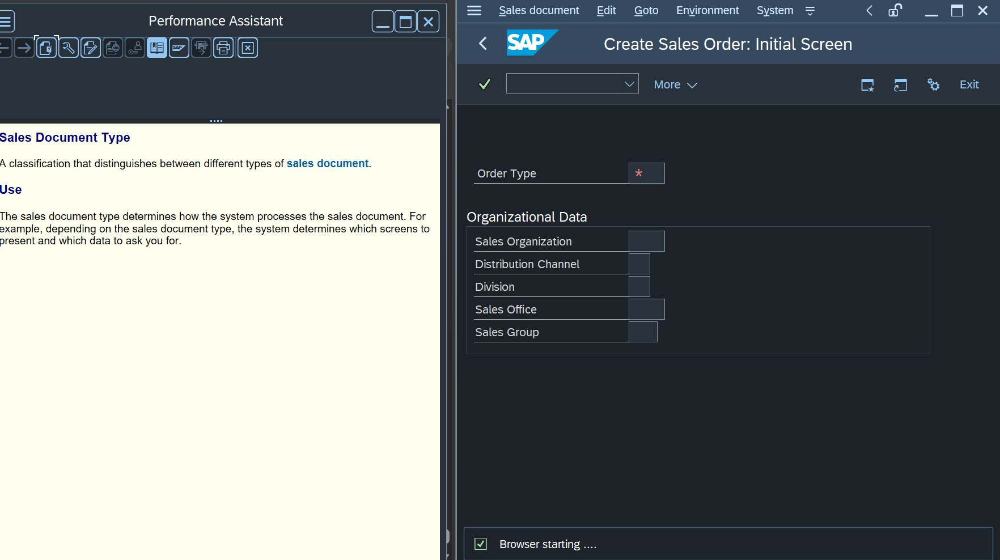 Performance Assistant
SAP
Sales Document Type
A classification that distinguishes between different types of sales document.
Use
The sales document type determines how the system processes the sales document. For
example, depending on the sales document type, the system determines which screens to
present and which data to ask you for.
Sales document Edit Goto Environment System
SAP Create Sales Order: Initial Screen
More Exit
Order Type *
Organizational Data
Sales Organization
Distribution Channel
Division
Sales Office
Sales Group
Browser starting ....